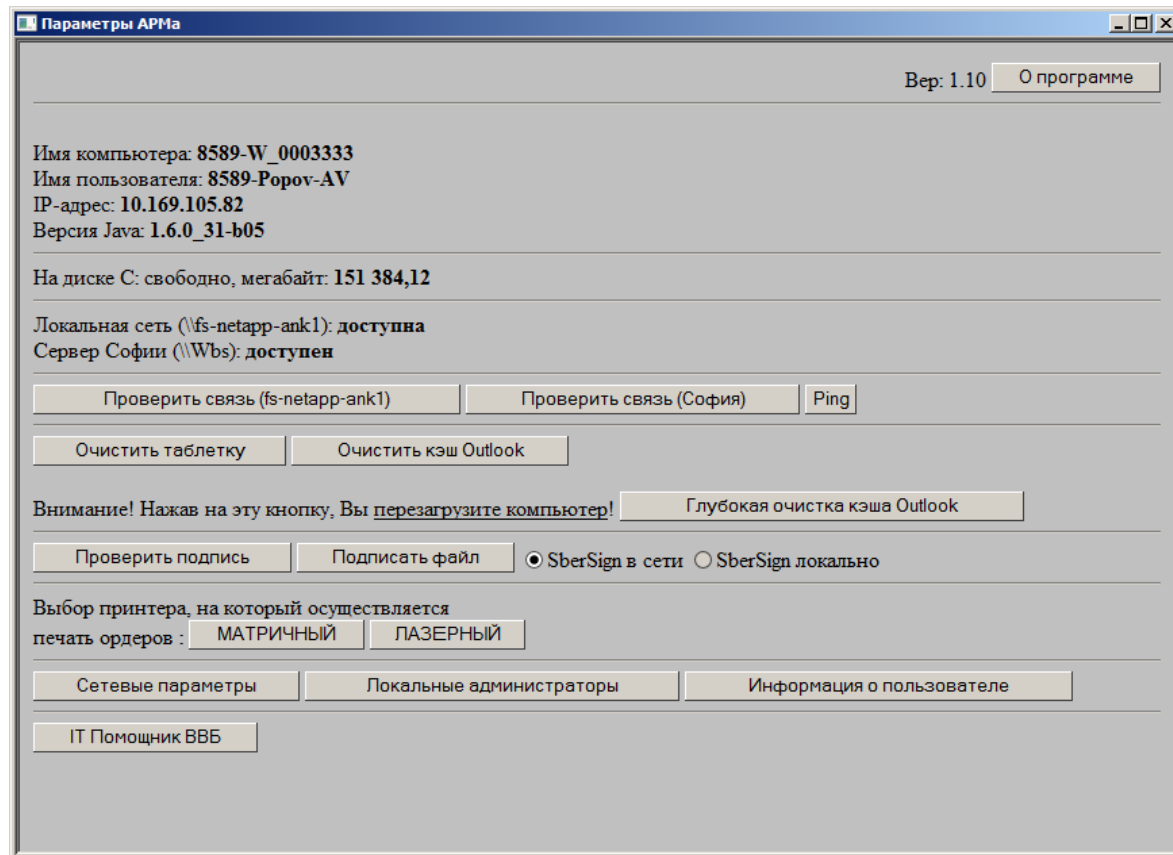 Параметры АРМа
Вер: 1.10 О программе
Имя компьютера: 8589-W_0003333
Имя пользователя: 8589-Popov-AV
IP-адрес: 10.169.105.82
Версия Java: 1.6.0_31-b05
На диске C: свободно, мегабайт: 151 384,12
Локальная сеть (\\fs-netapp-ank1): доступна
Сервер Софии (\\Wbs): доступен
Проверить связь (fs-netapp-ank1) Проверить связь (София) Ping
Очистить таблетку Очистить кэш Outlook
Внимание! Нажав на эту кнопку, Вы перезагрузите компьютер! Глубокая очистка кэша Outlook
Проверить подпись Подписать файл SberSign в сети SberSign локально
Выбор принтера, на который осуществляется
печать ордеров : МАТРИЧНЫЙ ЛАЗЕРНЫЙ
Сетевые параметры Локальные администраторы Информация о пользователе
IT Помощник ВВБ